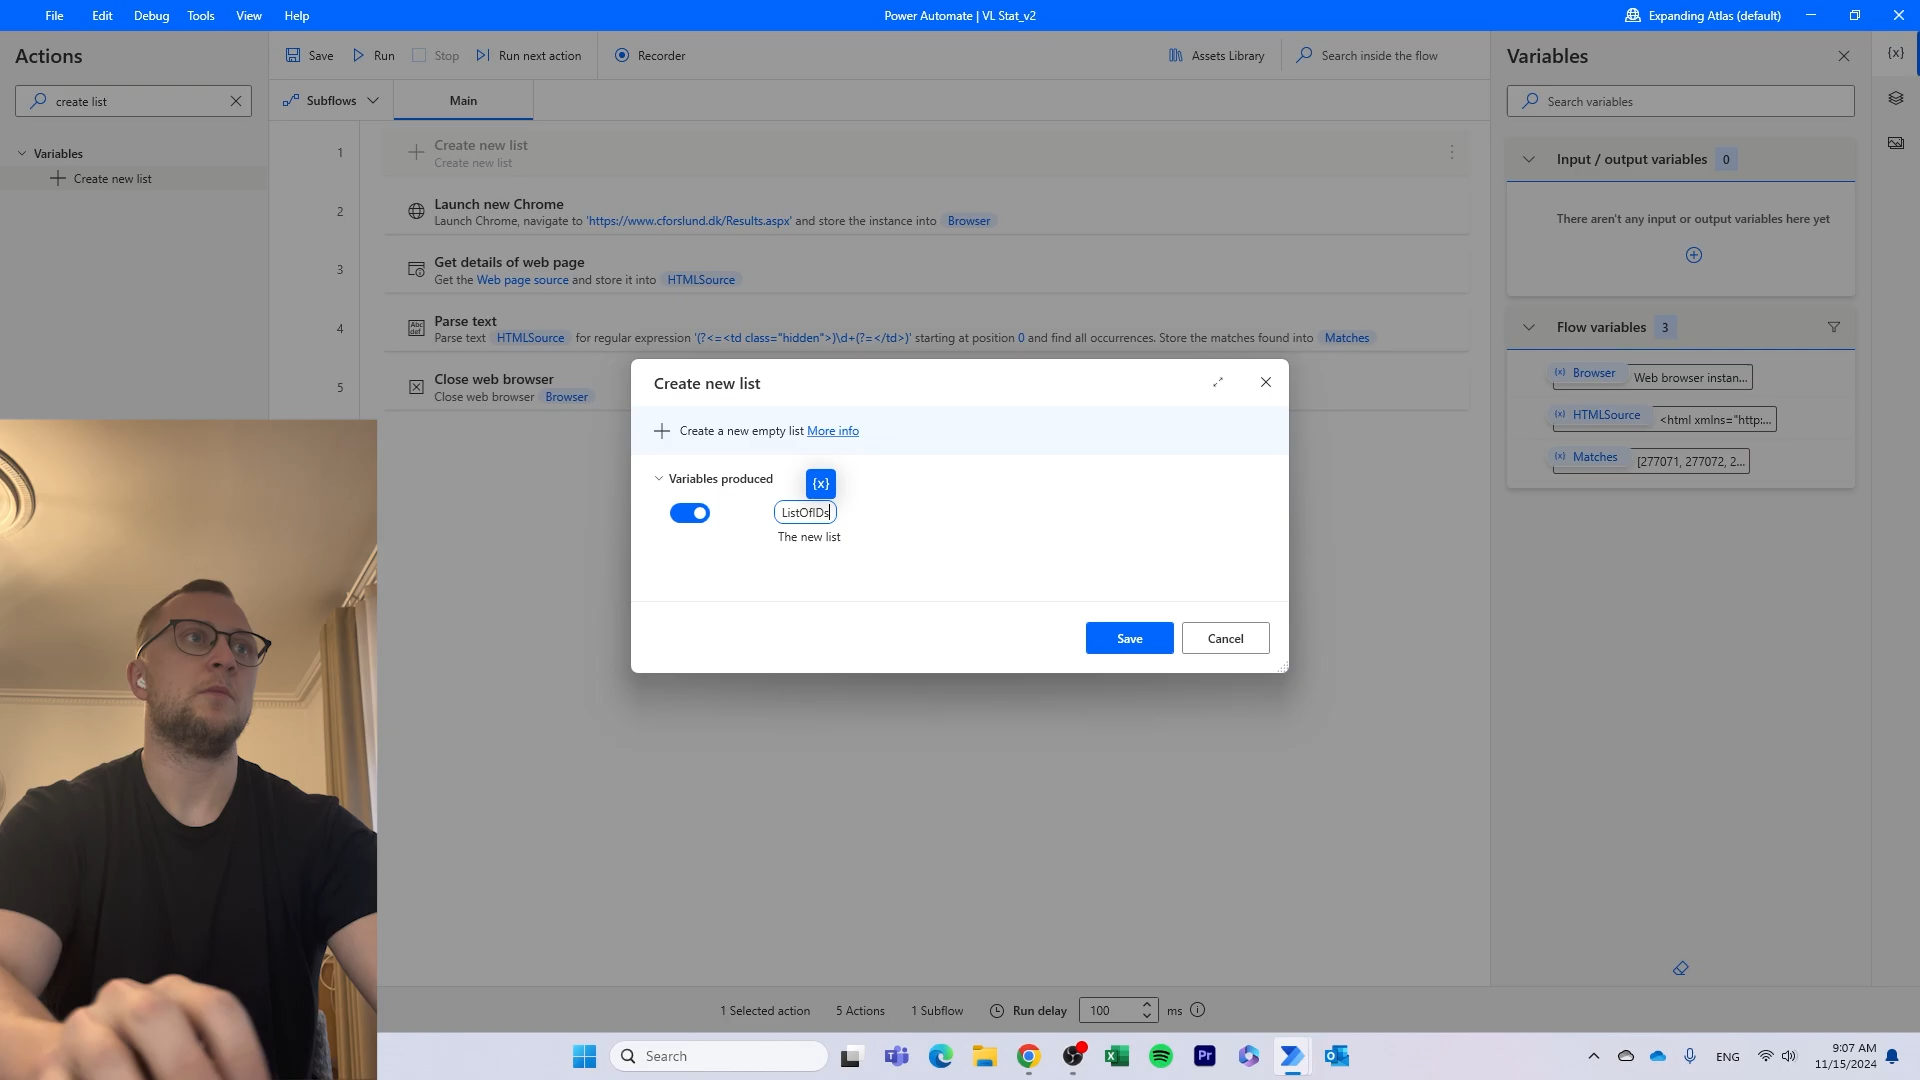 File Edit Debug Tools View Help
Power Automate | VL Stat_v2
Expanding Atlas (default)
Actions
create list
Variables
Create new list
Save Run Stop Run next action Recorder
Assets Library Search inside the flow
Subflows Main
1 Create new list
Create new list
2 Launch new Chrome
Launch Chrome, navigate to 'https://www.cforslund.dk/Results.aspx' and store the instance into Browser
3 Get details of web page
Get the Web page source and store it into HTMLSource
4 Parse text
Parse text HTMLSource for regular expression '(?<=<td class="hidden">)\d+(?=</td>)' starting at position 0 and find all occurrences. Store the matches found into Matches
5 Close web browser
Close web browser Browser
Create new list
Create a new empty list More info
Variables produced {x}
ListOfIDs
The new list
Save Cancel
Variables {x}
Search variables
Input / output variables 0
There aren't any input or output variables here yet
Flow variables 3
(x) Browser Web browser instan...
(x) HTMLSource <html xmlns="http:...
(x) Matches [277071, 277072, 2...
1 Selected action 5 Actions 1 Subflow Run delay 100 ms
Search
Pr
ENG
9:07 AM
11/15/2024